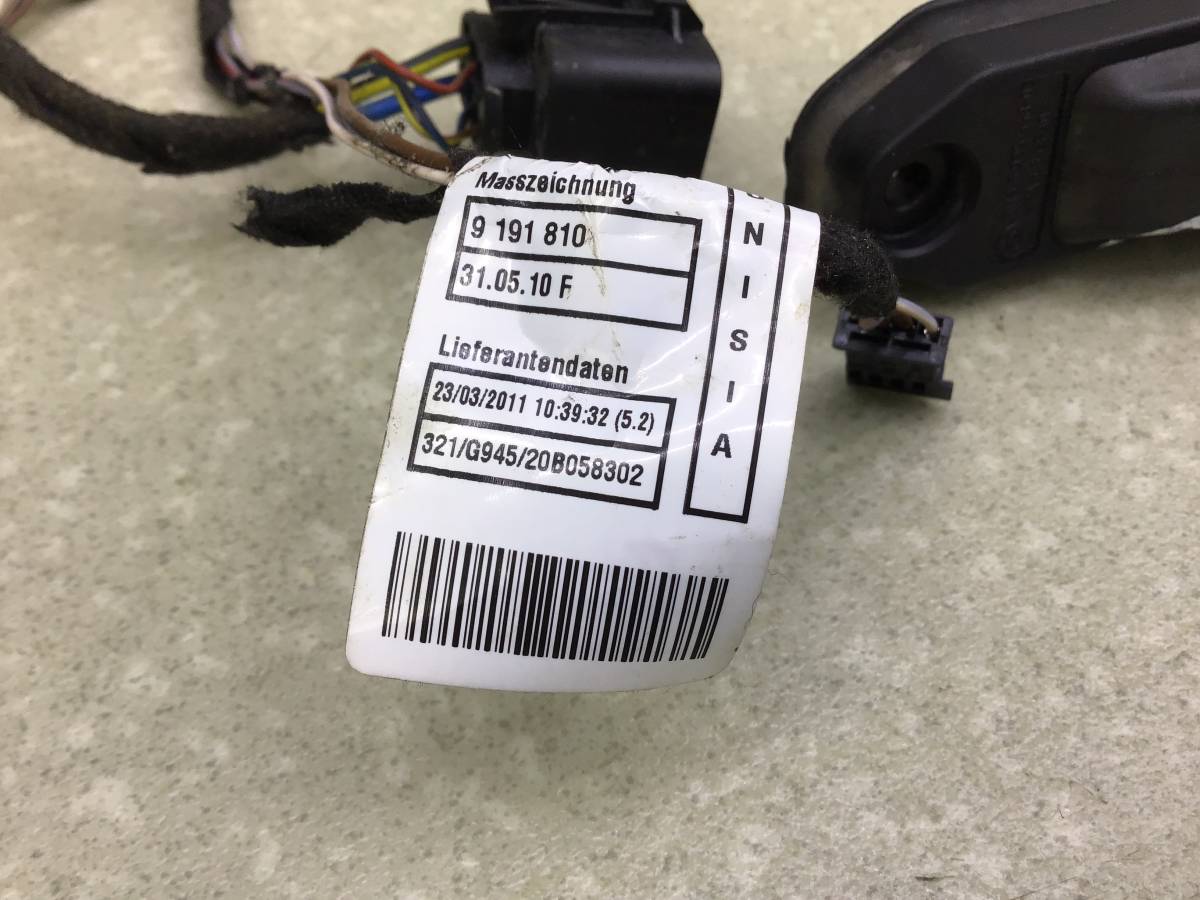 Masszeichnung
9 191 810
31.05.10 F
Lieferantendaten
23/03/2011 10:39:32 (5.2)
321/G945/20B058302
N
I
S
I
A